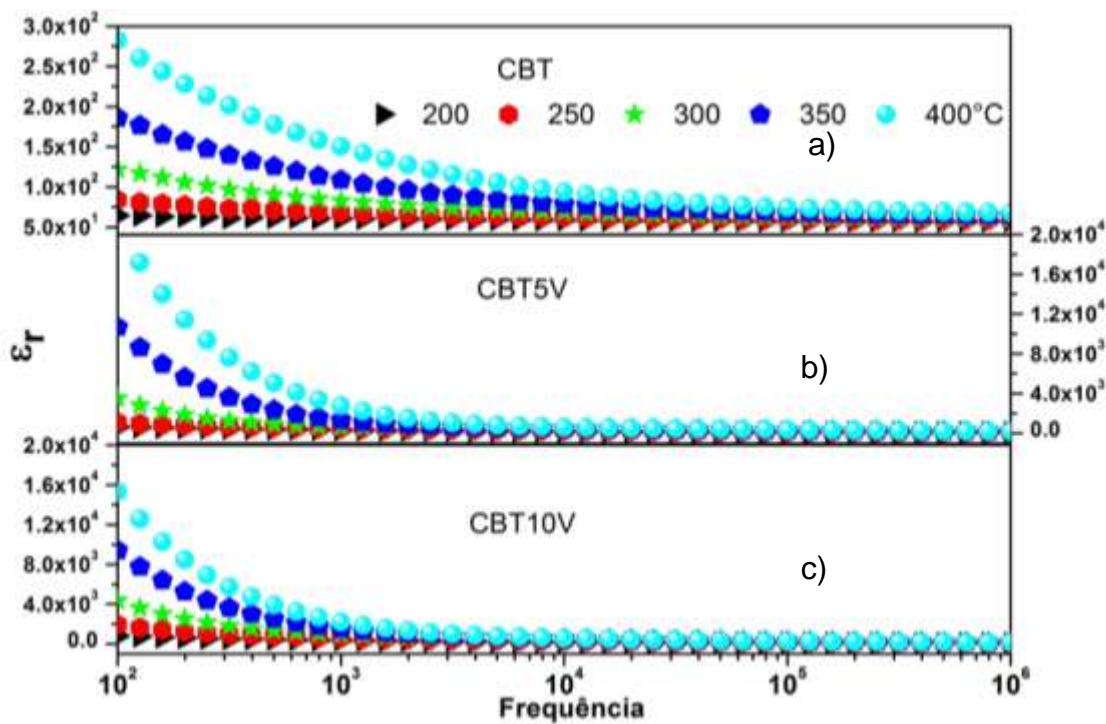 3.0x10²
2.5x10²
2.0x10²
1.5x10²
1.0x10²
5.0x10¹
CBT
200 250 300 350 400°C
a)
2.0x10⁴
1.6x10⁴
1.2x10⁴
8.0x10³
4.0x10³
0.0
CBT5V
b)
εr
2.0x10⁴
1.6x10⁴
1.2x10⁴
8.0x10³
4.0x10³
0.0
CBT10V
c)
10² 10³ 10⁴ 10⁵ 10⁶
Frequência